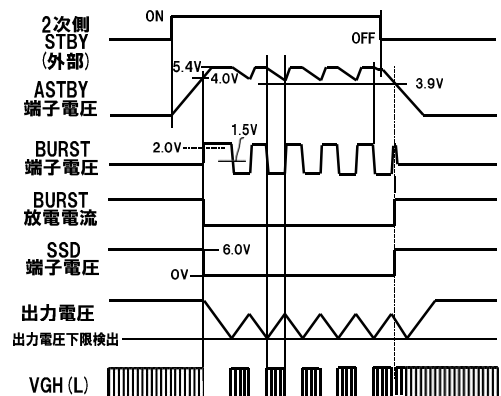 2次側
STBY
(外部)
ON
OFF
5.4V
4.0V
3.9V
ASTBY
端子電圧
BURST
端子電圧
2.0V
1.5V
BURST
放電電流
SSD
端子電圧
6.0V
0V
出力電圧
出力電圧下限検出
VGH(L)